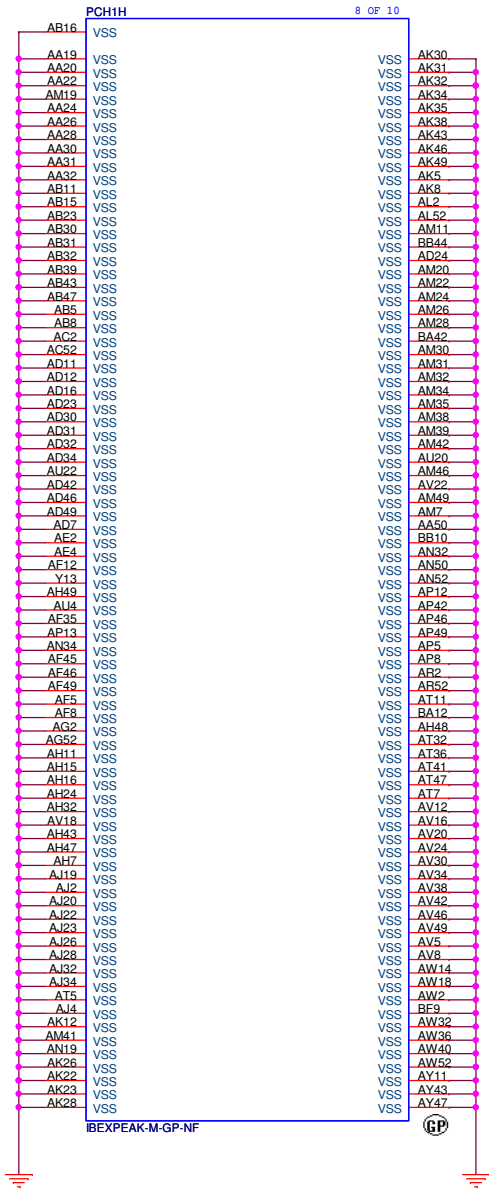 PCH1H 8 OF 10
AB16 VSS
AA19 VSS VSS AK30
AA20 VSS VSS AK31
AA22 VSS VSS AK32
AM19 VSS VSS AK34
AA24 VSS VSS AK35
AA26 VSS VSS AK38
AA28 VSS VSS AK43
AA30 VSS VSS AK46
AA31 VSS VSS AK49
AA32 VSS VSS AK5
AB11 VSS VSS AK8
AB15 VSS VSS AL2
AB23 VSS VSS AL52
AB30 VSS VSS AM11
AB31 VSS VSS BB44
AB32 VSS VSS AD24
AB39 VSS VSS AM20
AB43 VSS VSS AM22
AB47 VSS VSS AM24
AB5 VSS VSS AM26
AB8 VSS VSS AM28
AC2 VSS VSS BA42
AC52 VSS VSS AM30
AD11 VSS VSS AM31
AD12 VSS VSS AM32
AD16 VSS VSS AM34
AD23 VSS VSS AM35
AD30 VSS VSS AM38
AD31 VSS VSS AM39
AD32 VSS VSS AM42
AD34 VSS VSS AU20
AU22 VSS VSS AM46
AD42 VSS VSS AV22
AD46 VSS VSS AM49
AD49 VSS VSS AM7
AD7 VSS VSS AA50
AE2 VSS VSS BB10
AE4 VSS VSS AN32
AF12 VSS VSS AN50
Y13 VSS VSS AN52
AH49 VSS VSS AP12
AU4 VSS VSS AP42
AF35 VSS VSS AP46
AP13 VSS VSS AP49
AN34 VSS VSS AP5
AF45 VSS VSS AP8
AF46 VSS VSS AR2
AF49 VSS VSS AR52
AF5 VSS VSS AT11
AF8 VSS VSS BA12
AG2 VSS VSS AH48
AG52 VSS VSS AT32
AH11 VSS VSS AT36
AH15 VSS VSS AT41
AH16 VSS VSS AT47
AH24 VSS VSS AT7
AH32 VSS VSS AV12
AV18 VSS VSS AV16
AH43 VSS VSS AV20
AH47 VSS VSS AV24
AH7 VSS VSS AV30
AJ19 VSS VSS AV34
AJ2 VSS VSS AV38
AJ20 VSS VSS AV42
AJ22 VSS VSS AV46
AJ23 VSS VSS AV49
AJ26 VSS VSS AV5
AJ28 VSS VSS AV8
AJ32 VSS VSS AW14
AJ34 VSS VSS AW18
AT5 VSS VSS AW2
AJ4 VSS VSS BF9
AK12 VSS VSS AW32
AM41 VSS VSS AW36
AN19 VSS VSS AW40
AK26 VSS VSS AW52
AK22 VSS VSS AY11
AK23 VSS VSS AY43
AK28 VSS VSS AY47
IBEXPEAK-M-GP-NF GP